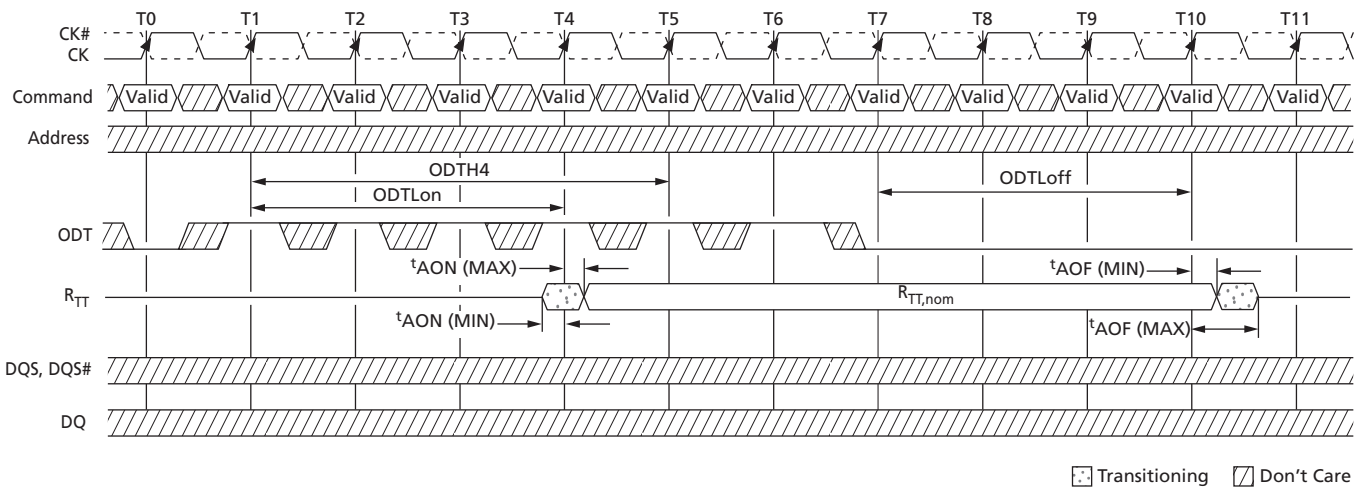 T0 T1 T2 T3 T4 T5 T6 T7 T8 T9 T10 T11
CK#
CK
Command Valid Valid Valid Valid Valid Valid Valid Valid Valid Valid Valid Valid
Address
ODTH4
ODTLoff
ODTLon
ODT
tAON (MAX) tAOF (MIN)
RTT RTT,nom
tAON (MIN) tAOF (MAX)
DQS, DQS#
DQ
Transitioning Don't Care